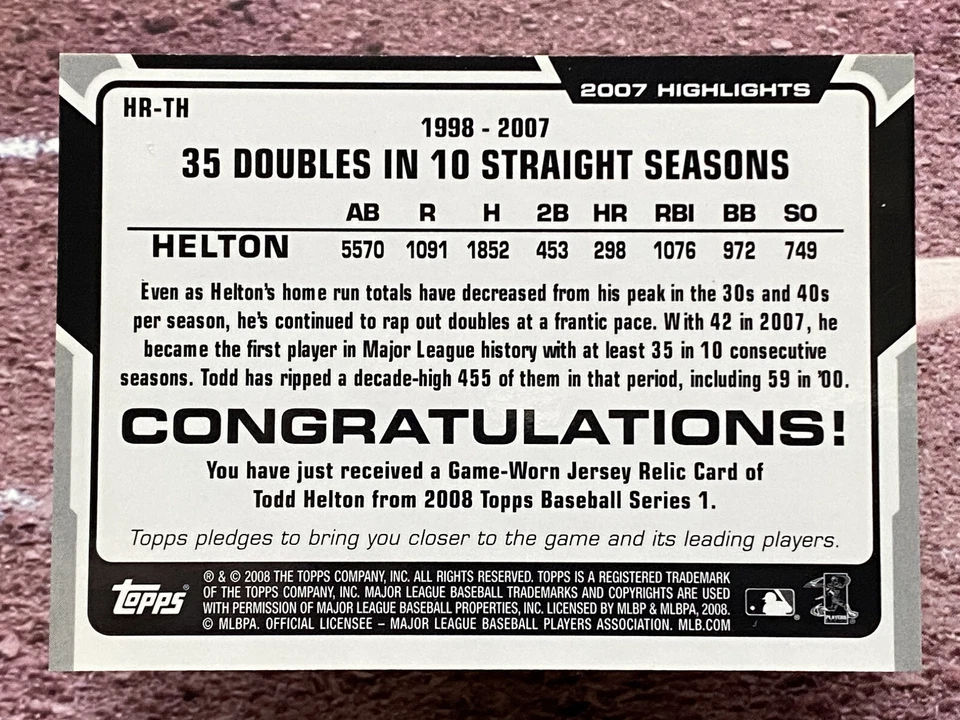 2007 HIGHLIGHTS
HR-TH
1998 - 2007
35 DOUBLES IN 10 STRAIGHT SEASONS
AB R H 2B HR RBI BB SO
HELTON 5570 1091 1852 453 298 1076 972 749
Even as Helton's home run totals have decreased from his peak in the 30s and 40s
per season, he's continued to rap out doubles at a frantic pace. With 42 in 2007, he
became the first player in Major League history with at least 35 in 10 consecutive
seasons. Todd has ripped a decade-high 455 of them in that period, including 59 in '00.
CONGRATULATIONS!
You have just received a Game-Worn Jersey Relic Card of
Todd Helton from 2008 Topps Baseball Series 1.
Topps pledges to bring you closer to the game and its leading players.
Topps®
® & © 2008 THE TOPPS COMPANY, INC. ALL RIGHTS RESERVED. TOPPS IS A REGISTERED TRADEMARK
OF THE TOPPS COMPANY, INC. MAJOR LEAGUE BASEBALL TRADEMARKS AND COPYRIGHTS ARE USED
WITH PERMISSION OF MAJOR LEAGUE BASEBALL PROPERTIES, INC. LICENSED BY MLBP & MLBPA, 2008.
© MLBPA. OFFICIAL LICENSEE – MAJOR LEAGUE BASEBALL PLAYERS ASSOCIATION. MLB.COM
PLAYERS